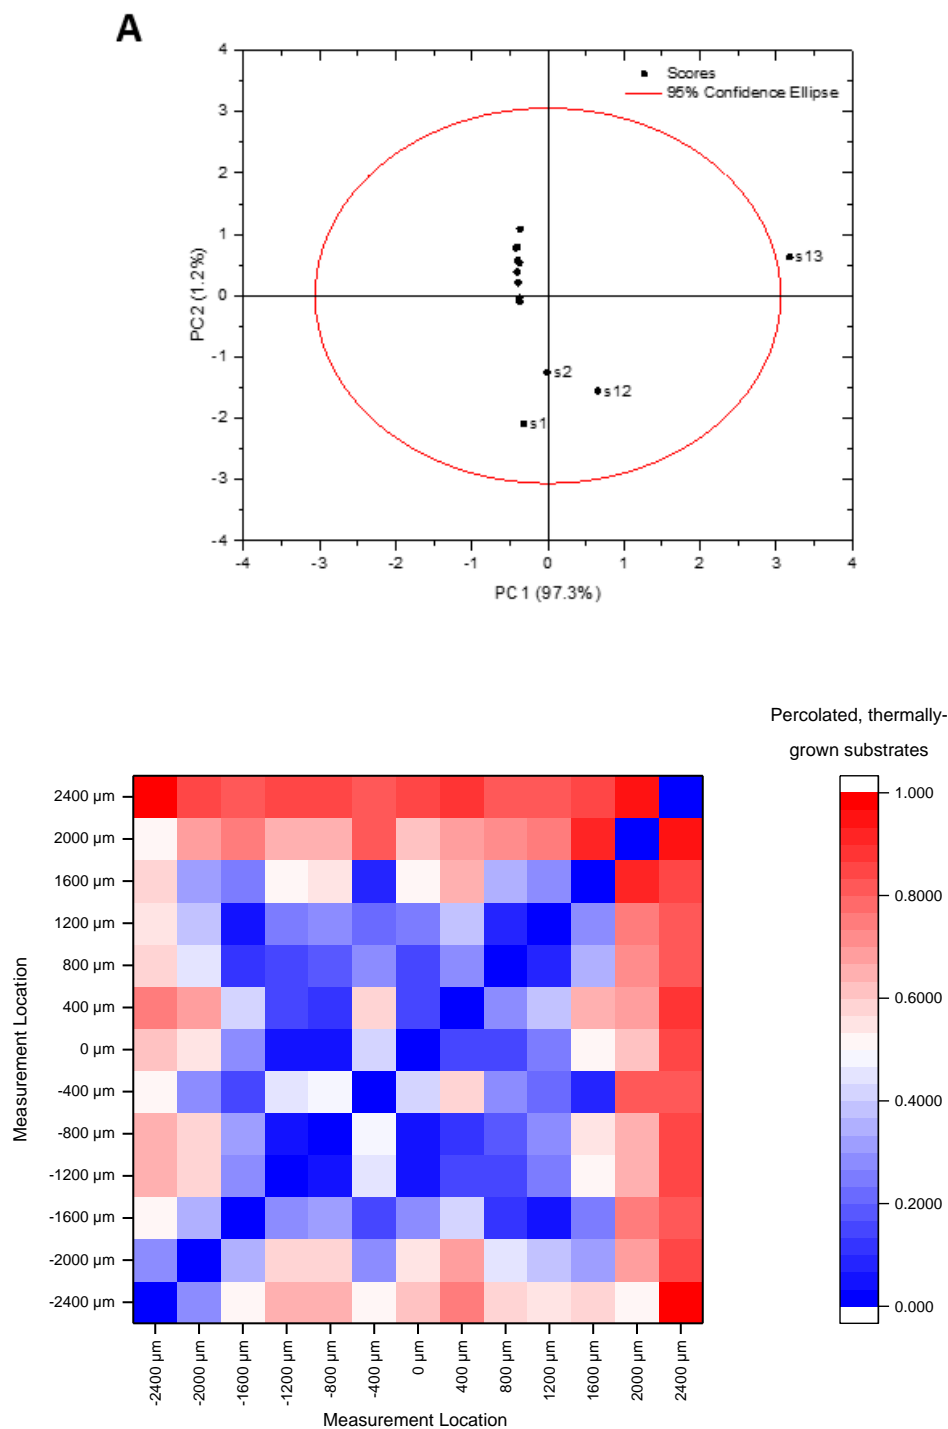 A
4
3
2
1
0
-1
-2
-3
-4
PC2 (1.2%)
Scores
95% Confidence Ellipse
s13
s2
s12
s1
-4 -3 -2 -1 0 1 2 3 4
PC 1 (97.3%)
Percolated, thermally-
grown substrates
2400 µm
2000 µm
1600 µm
1200 µm
800 µm
400 µm
0 µm
-400 µm
-800 µm
-1200 µm
-1600 µm
-2000 µm
-2400 µm
Measurement Location
-2400 µm
-2000 µm
-1600 µm
-1200 µm
-800 µm
-400 µm
0 µm
400 µm
800 µm
1200 µm
1600 µm
2000 µm
2400 µm
Measurement Location
1.000
0.8000
0.6000
0.4000
0.2000
0.000